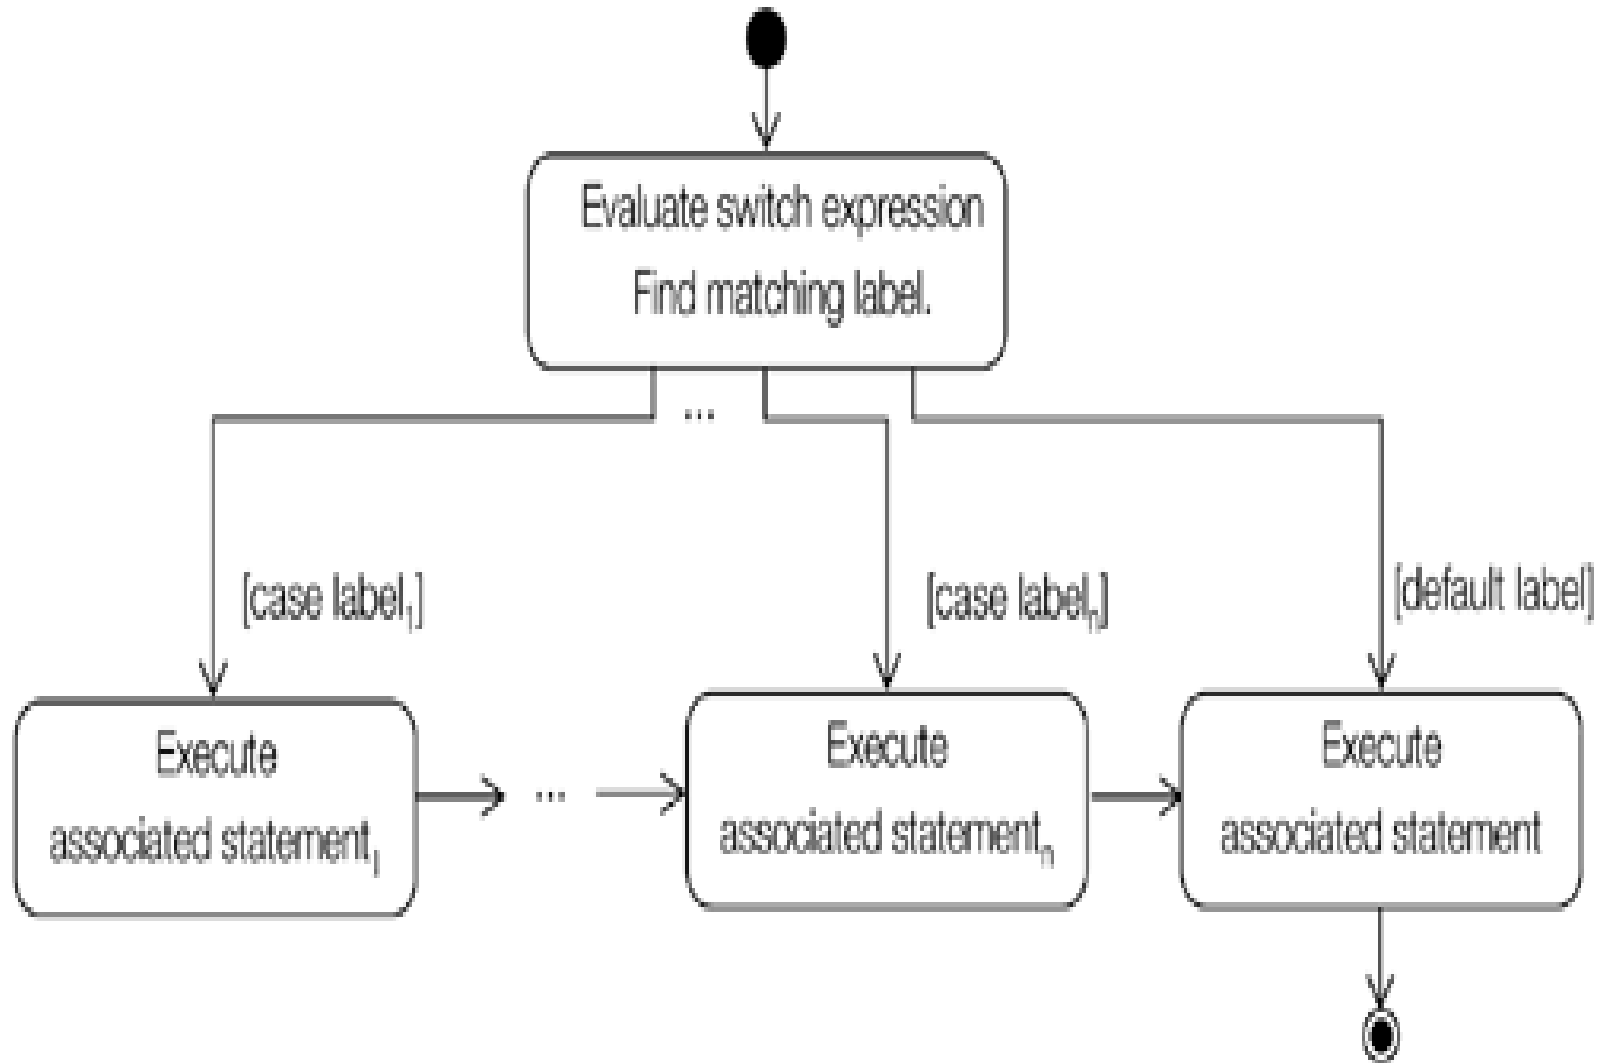 Evaluate switch expression
Find matching label.
...
[case label₁]
[case labelₙ]
[default label]
Execute
associated statement₁
...
Execute
associated statementₙ
Execute
associated statement